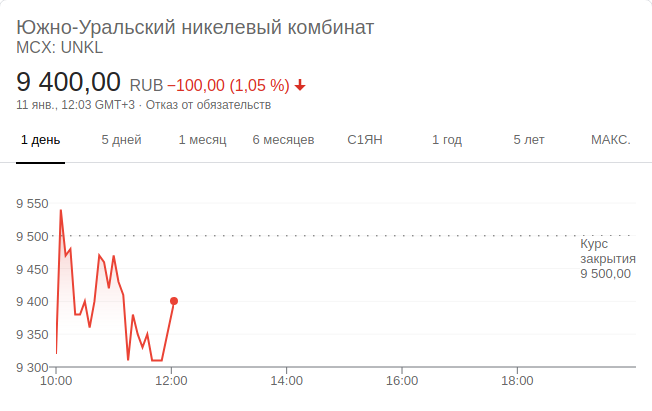 Южно-Уральский никелевый комбинат
MCX: UNKL
9 400,00 RUB −100,00 (1,05 %)
11 янв., 12:03 GMT+3 · Отказ от обязательств
1 день 5 дней 1 месяц 6 месяцев С1ЯН 1 год 5 лет МАКС.
9 550
9 500
Курс
закрытия
9 500,00
9 450
9 400
9 350
9 300
10:00 12:00 14:00 16:00 18:00